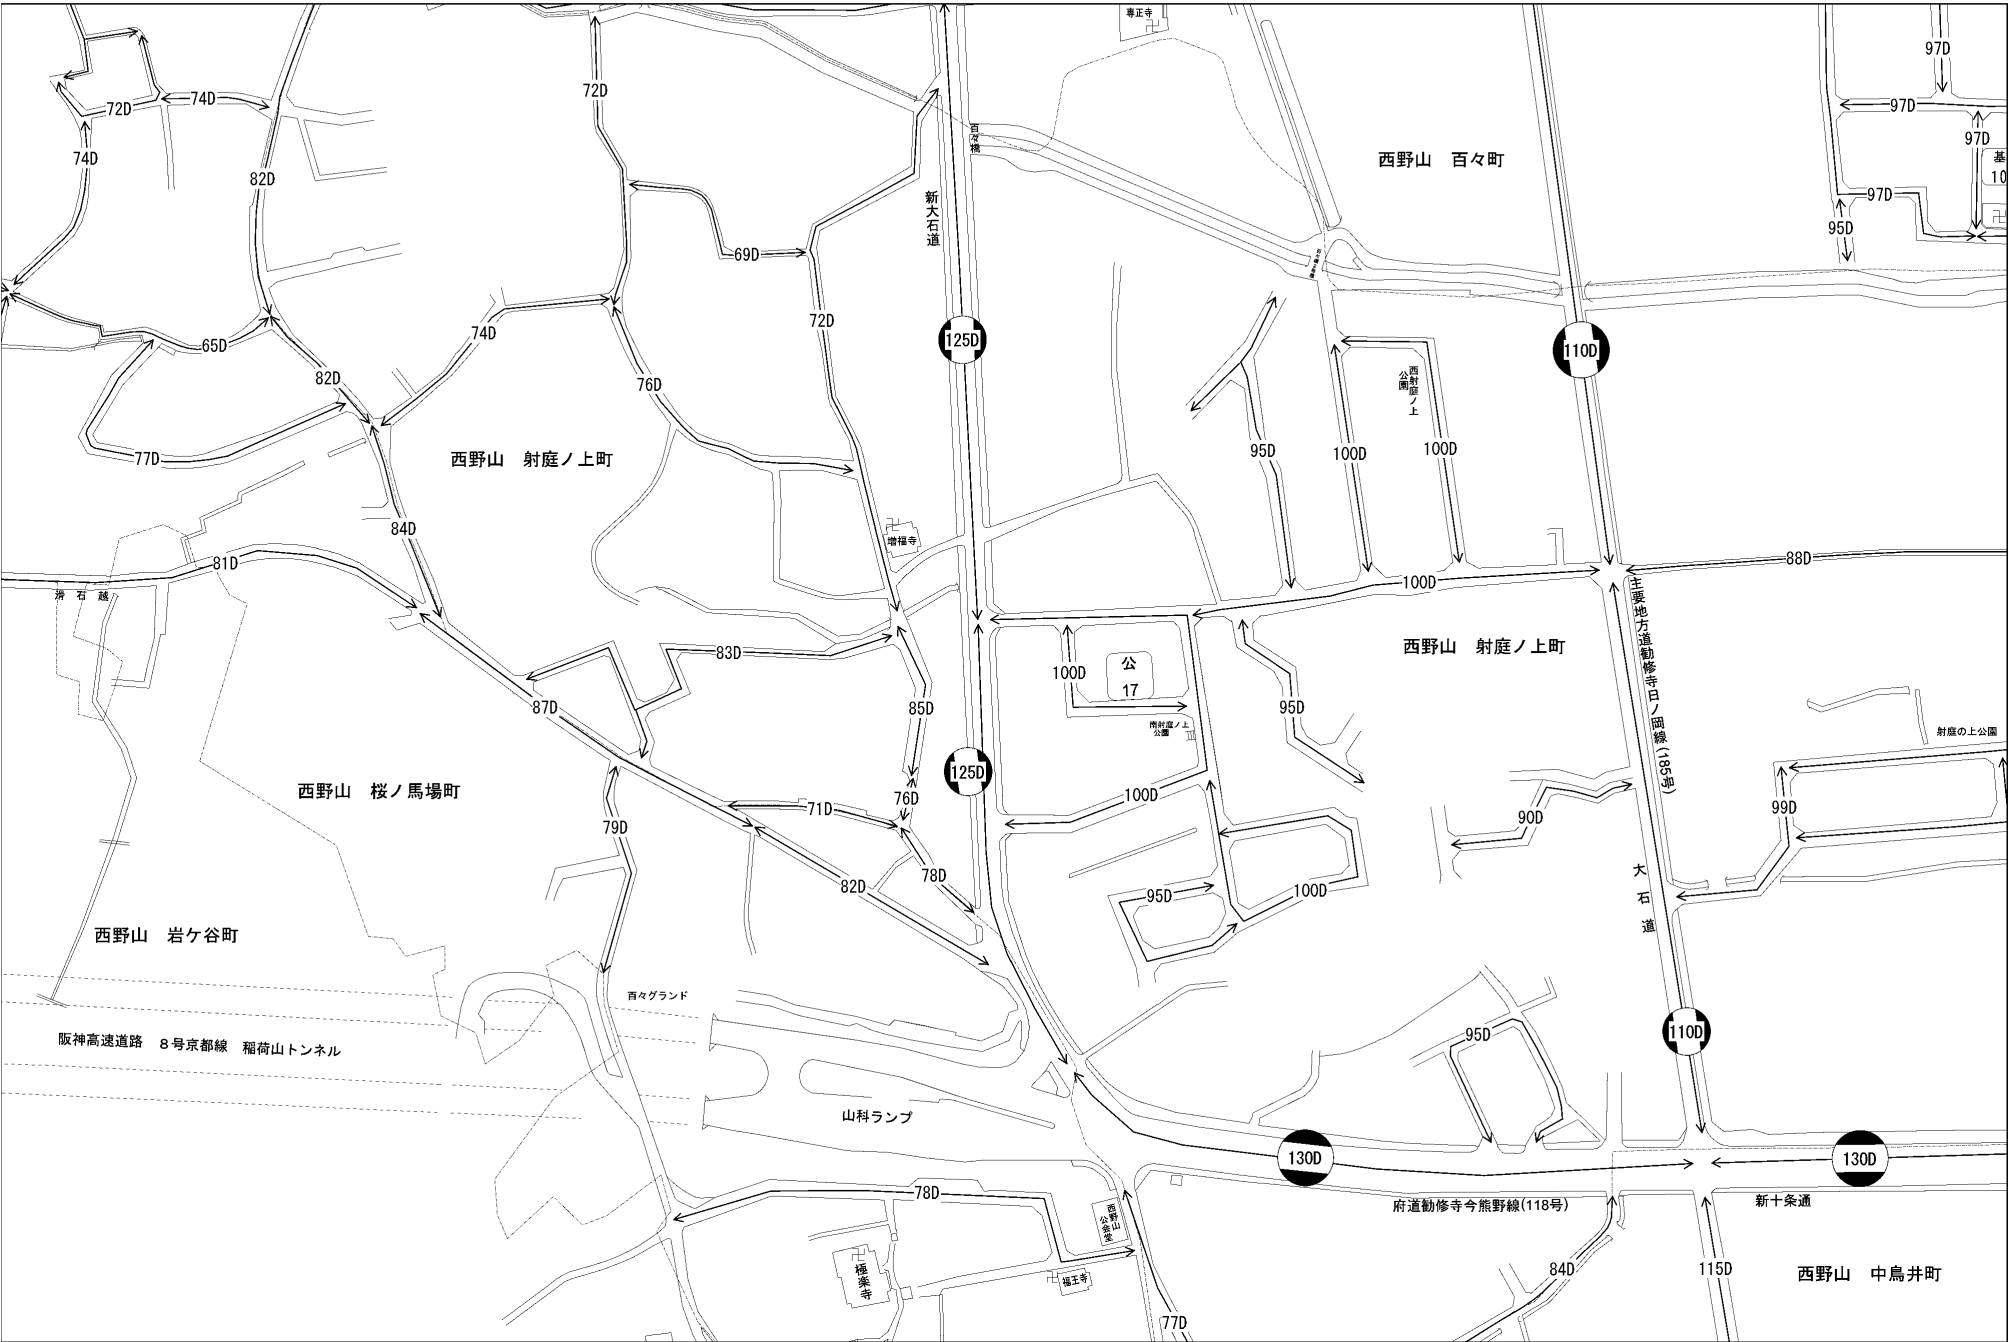 専正寺
72D
74D
72D
97D
97D
97D
基
10
74D
82D
百々橋
西野山　百々町
97D
95D
新大石道
69D
65D
74D
72D
125D
110D
82D
76D
西射庭ノ上
公園
77D
西野山　射庭ノ上町
95D
100D
100D
84D
増福寺
81D
滑石越
100D
88D
主要地方道勧修寺日ノ岡線(185号)
83D
100D
公
17
西野山　射庭ノ上町
87D
85D
95D
南射庭ノ上
公園
射庭の上公園
125D
西野山　桜ノ馬場町
76D
71D
100D
90D
99D
79D
82D
78D
95D
100D
大石道
西野山　岩ケ谷町
百々グランド
阪神高速道路　８号京都線　稲荷山トンネル
95D
110D
山科ランプ
130D
130D
78D
西野山
公会堂
府道勧修寺今熊野線(118号)
新十条通
極楽寺
福王寺
84D
115D
西野山　中鳥井町
77D